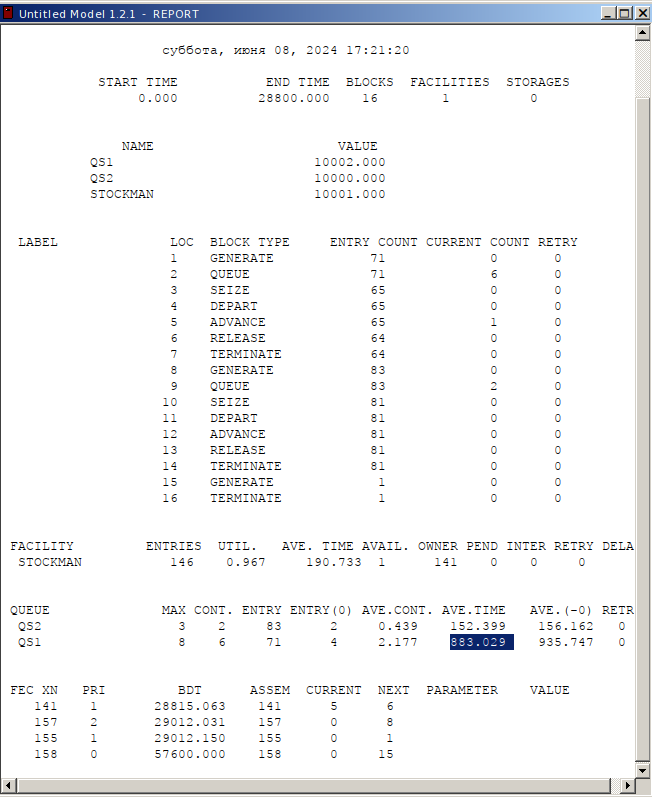 Untitled Model 1.2.1 - REPORT
суббота, июня 08, 2024 17:21:20
START TIME END TIME BLOCKS FACILITIES STORAGES
0.000 28800.000 16 1 0
NAME VALUE
QS1 10002.000
QS2 10000.000
STOCKMAN 10001.000
LABEL LOC BLOCK TYPE ENTRY COUNT CURRENT COUNT RETRY
1 GENERATE 71 0 0
2 QUEUE 71 6 0
3 SEIZE 65 0 0
4 DEPART 65 0 0
5 ADVANCE 65 1 0
6 RELEASE 64 0 0
7 TERMINATE 64 0 0
8 GENERATE 83 0 0
9 QUEUE 83 2 0
10 SEIZE 81 0 0
11 DEPART 81 0 0
12 ADVANCE 81 0 0
13 RELEASE 81 0 0
14 TERMINATE 81 0 0
15 GENERATE 1 0 0
16 TERMINATE 1 0 0
FACILITY ENTRIES UTIL. AVE. TIME AVAIL. OWNER PEND INTER RETRY DELA
STOCKMAN 146 0.967 190.733 1 141 0 0 0
QUEUE MAX CONT. ENTRY ENTRY(0) AVE.CONT. AVE.TIME AVE.(-0) RETR
QS2 3 2 83 2 0.439 152.399 156.162 0
QS1 8 6 71 4 2.177 883.029 935.747 0
FEC XN PRI BDT ASSEM CURRENT NEXT PARAMETER VALUE
141 1 28815.063 141 5 6
157 2 29012.031 157 0 8
155 1 29012.150 155 0 1
158 0 57600.000 158 0 15